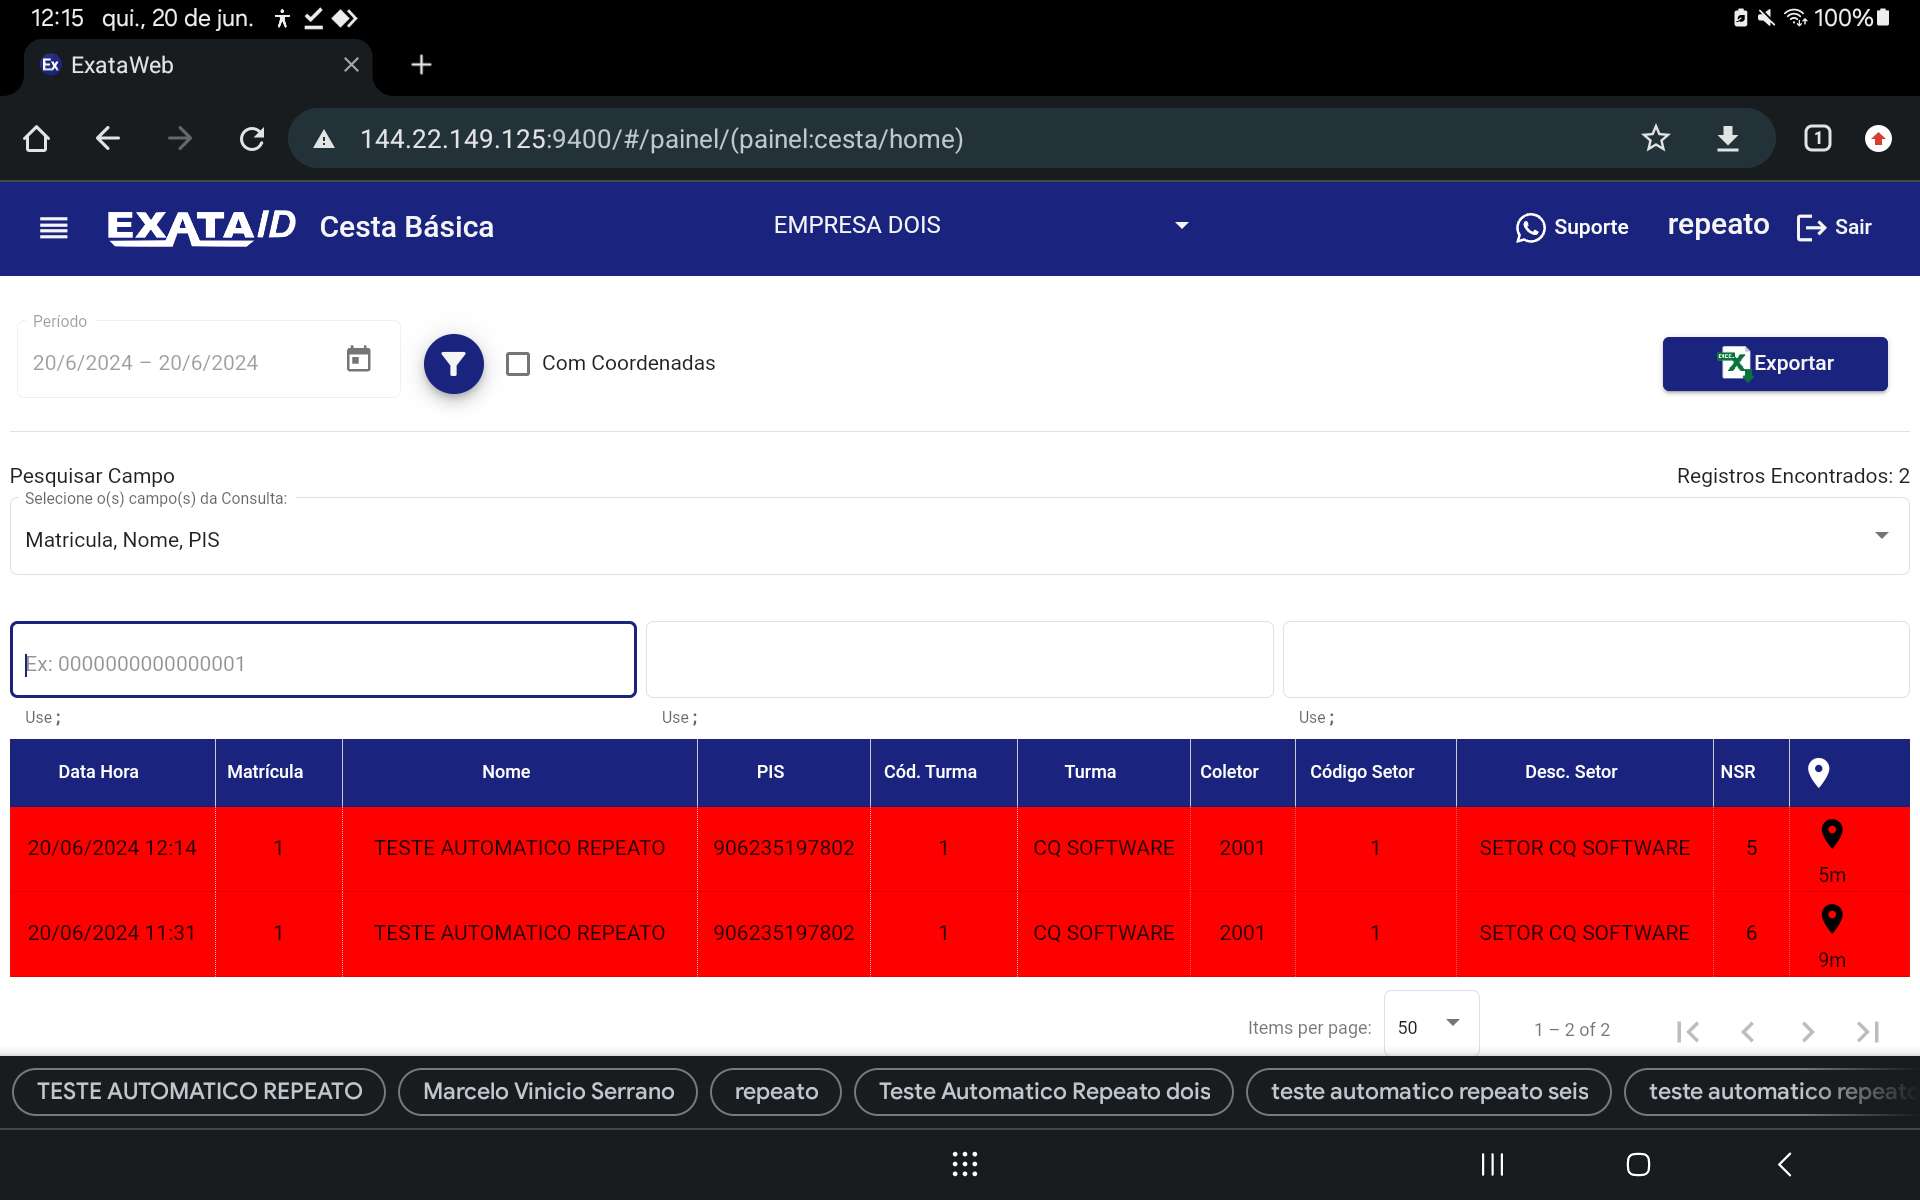 12:15 qui., 20 de jun. 100%
Ex ExataWeb
144.22.149.125:9400/#/painel/(painel:cesta/home) 1
EXATA/ID Cesta Básica EMPRESA DOIS Suporte repeato Sair
Período
20/6/2024 – 20/6/2024 Com Coordenadas Exportar
Pesquisar Campo Registros Encontrados: 2
Selecione o(s) campo(s) da Consulta:
Matricula, Nome, PIS
Ex: 0000000000000001
Use ; Use ; Use ;
Data Hora Matrícula Nome PIS Cód. Turma Turma Coletor Código Setor Desc. Setor NSR
20/06/2024 12:14 1 TESTE AUTOMATICO REPEATO 906235197802 1 CQ SOFTWARE 2001 1 SETOR CQ SOFTWARE 5 5m
20/06/2024 11:31 1 TESTE AUTOMATICO REPEATO 906235197802 1 CQ SOFTWARE 2001 1 SETOR CQ SOFTWARE 6 9m
Items per page: 50 1 – 2 of 2
TESTE AUTOMATICO REPEATO Marcelo Vinicio Serrano repeato Teste Automatico Repeato dois teste automatico repeato seis teste automatico repeato